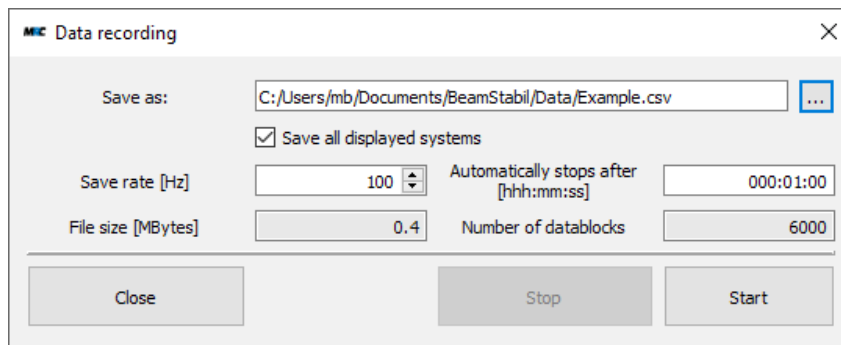 MRC Data recording
Save as:
C:/Users/mb/Documents/BeamStabil/Data/Example.csv
...
Save all displayed systems
Save rate [Hz]
100
Automatically stops after
[hhh:mm:ss]
000:01:00
File size [MBytes]
0.4
Number of datablocks
6000
Close
Stop
Start